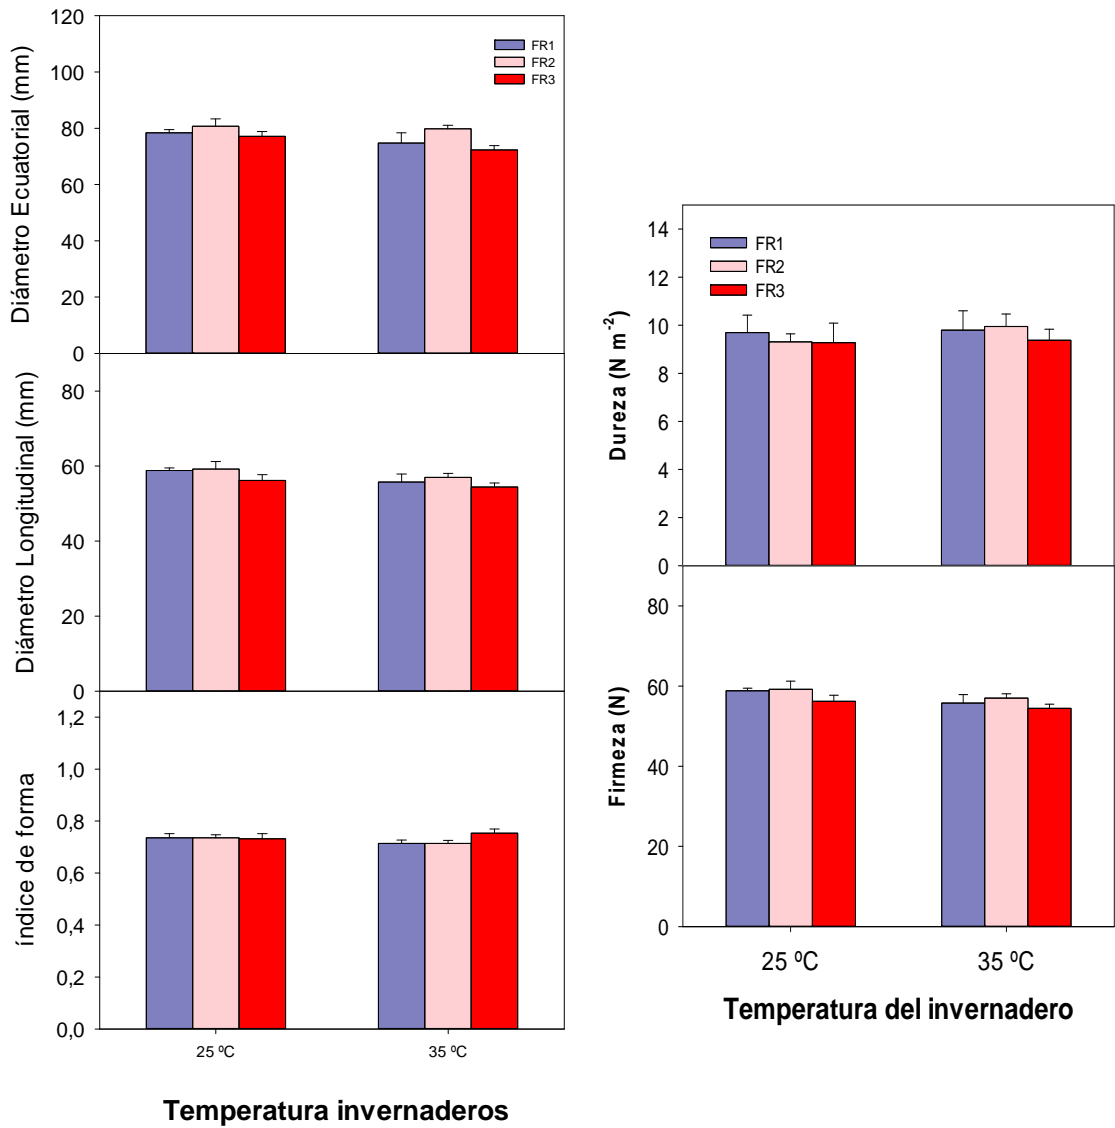 Diámetro Ecuatorial (mm)
120
100
80
60
40
20
0
FR1
FR2
FR3
Diámetro Longitudinal (mm)
80
60
40
20
0
índice de forma
1,2
1,0
0,8
0,6
0,4
0,2
0,0
25 ºC
35 ºC
Temperatura invernaderos
Dureza (N m-2)
14
12
10
8
6
4
2
0
FR1
FR2
FR3
Firmeza (N)
80
60
40
20
0
25 ºC
35 ºC
Temperatura del invernadero